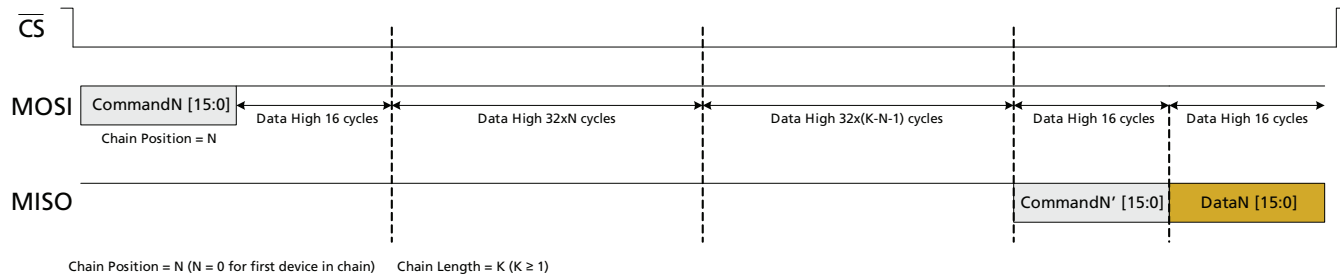 CS
MOSI
CommandN [15:0]
Data High 16 cycles
Data High 32xN cycles
Data High 32x(K-N-1) cycles
Data High 16 cycles
Data High 16 cycles
Chain Position = N
MISO
CommandN’ [15:0]
DataN [15:0]
Chain Position = N (N = 0 for first device in chain) Chain Length = K (K ≥ 1)